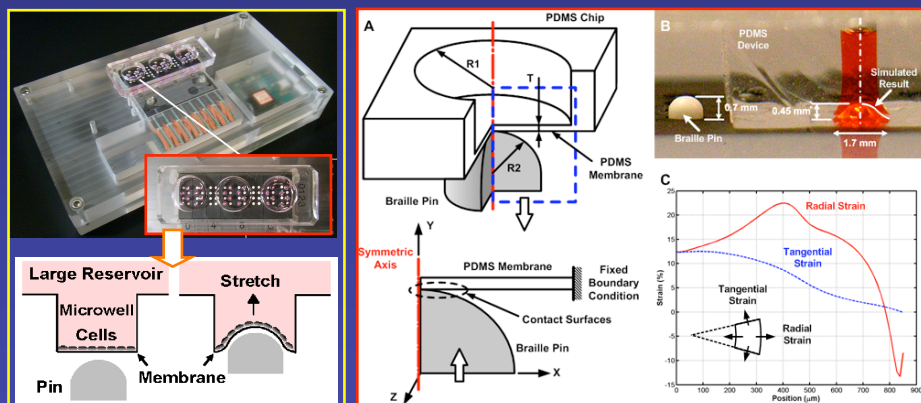 Large Reservoir
Microwell
Cells
Stretch
Membrane
Pin
A
PDMS Chip
R1
T
R2
PDMS
Membrane
Braille Pin
Y
Symmetric
Axis
PDMS Membrane
Fixed
Boundary
Condition
Contact Surfaces
Braille Pin
X
Z
B
PDMS
Device
Simulated
Result
0.7 mm
0.45 mm
Braille Pin
1.7 mm
C
Radial Strain
Tangential
Strain
Tangential
Strain
Radial
Strain
Strain (%)
25
20
15
10
5
0
-5
-10
-15
0 100 200 300 400 500 600 700 800 900
Position (μm)